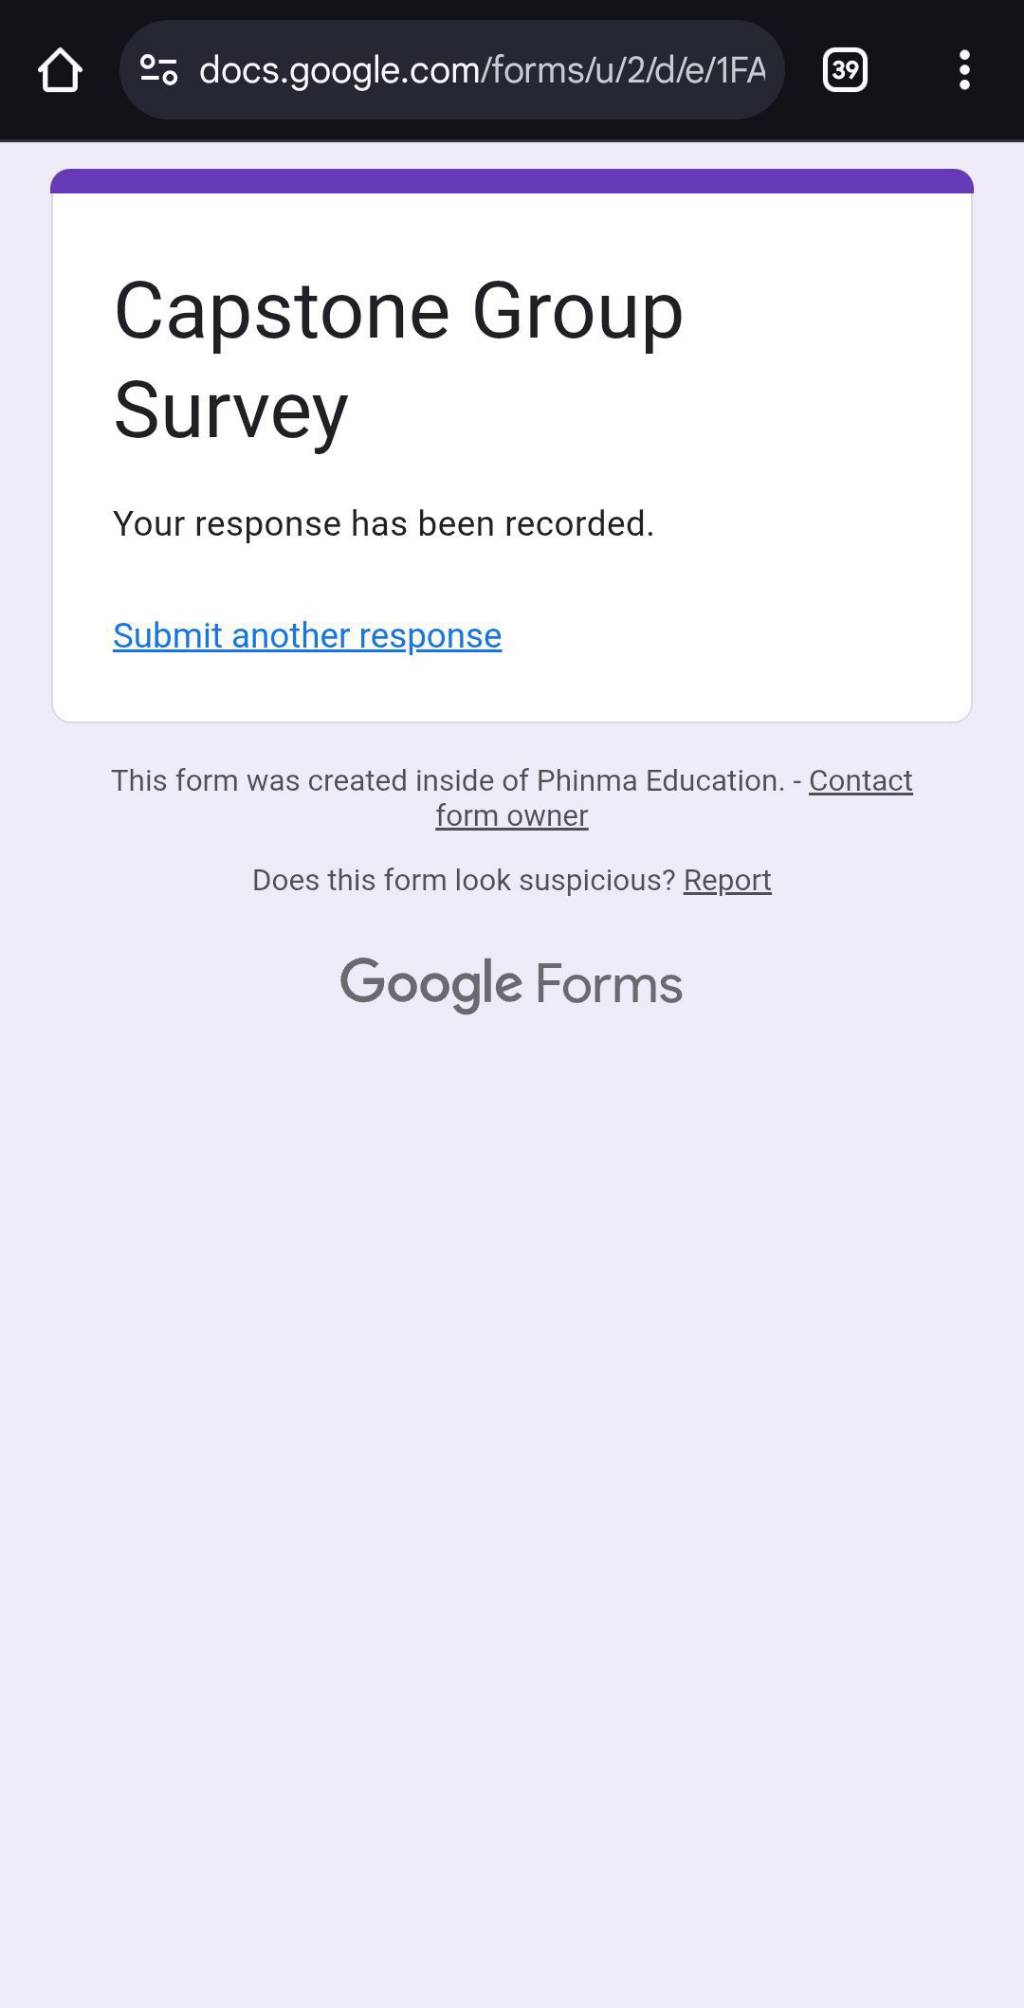 docs.google.com/forms/u/2/d/e/1FA
39
Capstone Group
Survey
Your response has been recorded.
Submit another response
This form was created inside of Phinma Education. - Contact
form owner
Does this form look suspicious? Report
Google Forms